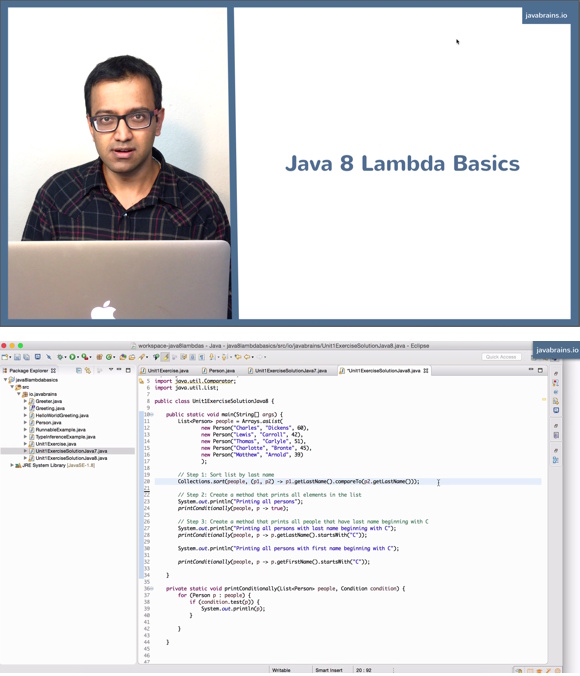 javabrains.io
Java 8 Lambda Basics
workspace-java8lambdas - Java - java8lambdabasics/src/io/javabrains/Unit1ExerciseSolutionJava8.java - Eclipse
javabrains.io
Quick Access
Package Explorer
Unit1Exercise.java
Person.java
Unit1ExerciseSolutionJava7.java
*Unit1ExerciseSolutionJava8.java
java8lambdabasics
src
io.javabrains
Greeter.java
Greeting.java
HelloWorldGreeting.java
Person.java
RunnableExample.java
TypeInferenceExample.java
Unit1Exercise.java
Unit1ExerciseSolutionJava7.java
Unit1ExerciseSolutionJava8.java
JRE System Library [JavaSE-1.8]
5 import java.util.Comparator;
6 import java.util.List;
7
8 public class Unit1ExerciseSolutionJava8 {
9
10 public static void main(String[] args) {
11 List<Person> people = Arrays.asList(
12 new Person("Charles", "Dickens", 60),
13 new Person("Lewis", "Carroll", 42),
14 new Person("Thomas", "Carlyle", 51),
15 new Person("Charlotte", "Bronte", 45),
16 new Person("Matthew", "Arnold", 39)
17 );
18
19 // Step 1: Sort list by last name
20 Collections.sort(people, (p1, p2) -> p1.getLastName().compareTo(p2.getLastName()));
21
22 // Step 2: Create a method that prints all elements in the list
23 System.out.println("Printing all persons");
24 printConditionally(people, p -> true);
25
26 // Step 3: Create a method that prints all people that have last name beginning with C
27 System.out.println("Printing all persons with last name beginning with C");
28 printConditionally(people, p -> p.getLastName().startsWith("C"));
29
30 System.out.println("Printing all persons with first name beginning with C");
31
32 printConditionally(people, p -> p.getFirstName().startsWith("C"));
33
34 }
35
36 private static void printConditionally(List<Person> people, Condition condition) {
37 for (Person p : people) {
38 if (condition.test(p)) {
39 System.out.println(p);
40 }
41
42 }
43
44 }
45
46
47
Writable
Smart Insert
20 : 92